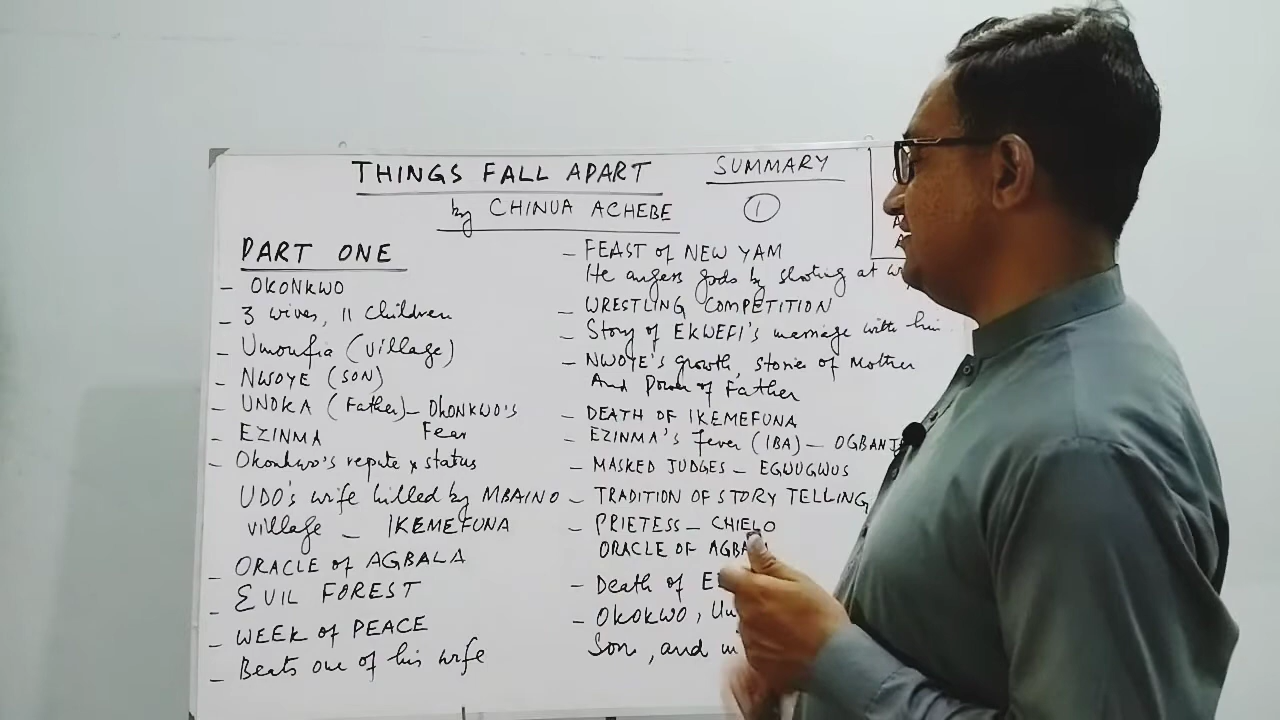 THINGS FALL APART
SUMMARY
by CHINUA ACHEBE
1
PART ONE
- OKONKWO
- 3 wives, 11 children
- Umoufia (village)
- NWOYE (SON)
- UNOKA (Father) - OKONKWO'S
Fear
- EZINMA
- Okonkwo's repute & status
UDO'S wife killed by MBAINO
village - IKEMEFUNA
- ORACLE of AGBALA
- EVIL FOREST
- WEEK of PEACE
- Beats one of his wife
- FEAST of NEW YAM
He angers gods by shooting at
- WRESTLING COMPETITION
- Story of EKWEFI's merriage with him
- NWOYE'S growth, stories of Mother
And Power of Father
- DEATH OF IKEMEFUNA
- EZINMA'S fever (IBA) -
- MASKED JUDGES - EGWUGWUS
- TRADITION OF STORY TELLING
- PRIETESS - CHIELO
ORACLE OF
- Death of
- OKOKWO,
Son, and